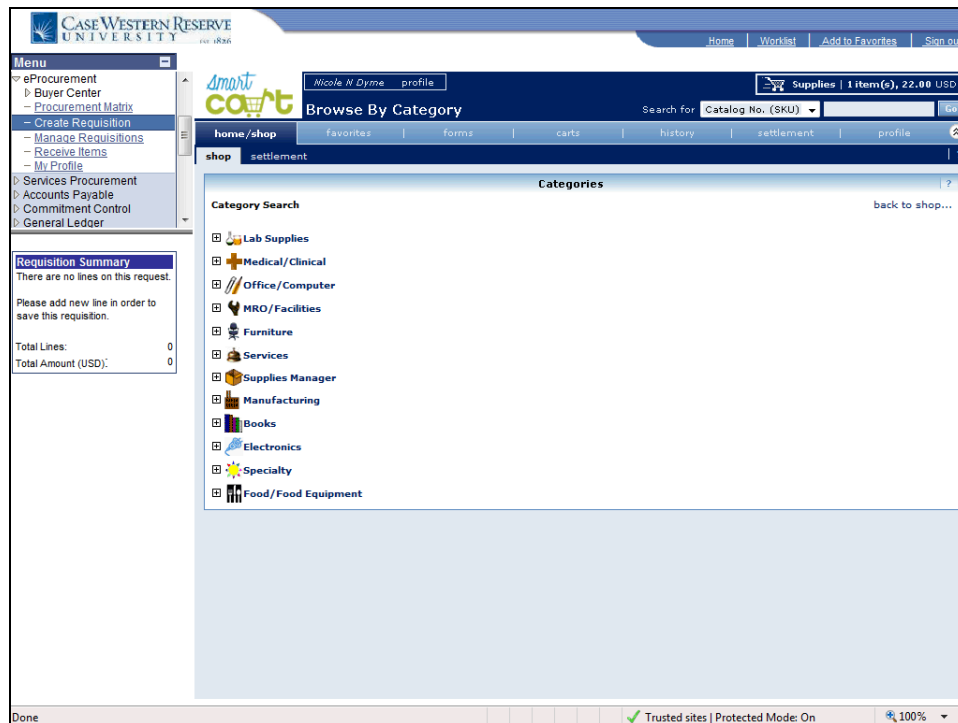 CASE WESTERN RESERVE
UNIVERSITY EST. 1826
Home | Worklist | Add to Favorites | Sign ou
Menu
eProcurement
Buyer Center
Procurement Matrix
Create Requisition
Manage Requisitions
Receive Items
My Profile
Services Procurement
Accounts Payable
Commitment Control
General Ledger
Requisition Summary
There are no lines on this request.
Please add new line in order to
save this requisition.
Total Lines: 0
Total Amount (USD): 0
smart
cart
Nicole N Dyme profile
Supplies | 1 item(s), 22.00 USD
Browse By Category
Search for Catalog No. (SKU) Go
home/shop favorites | forms | carts | history | settlement | profile
shop settlement
Categories ?
Category Search back to shop...
Lab Supplies
Medical/Clinical
Office/Computer
MRO/Facilities
Furniture
Services
Supplies Manager
Manufacturing
Books
Electronics
Specialty
Food/Food Equipment
Done Trusted sites | Protected Mode: On 100%